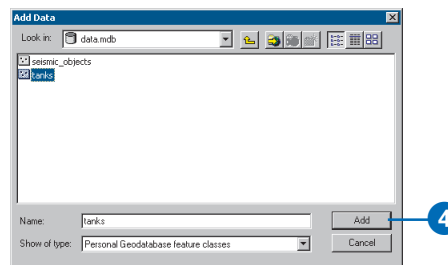 Add Data
Look in: data.mdb
seismic_objects
tanks
Name: tanks Add
4
Show of type: Personal Geodatabase feature classes Cancel